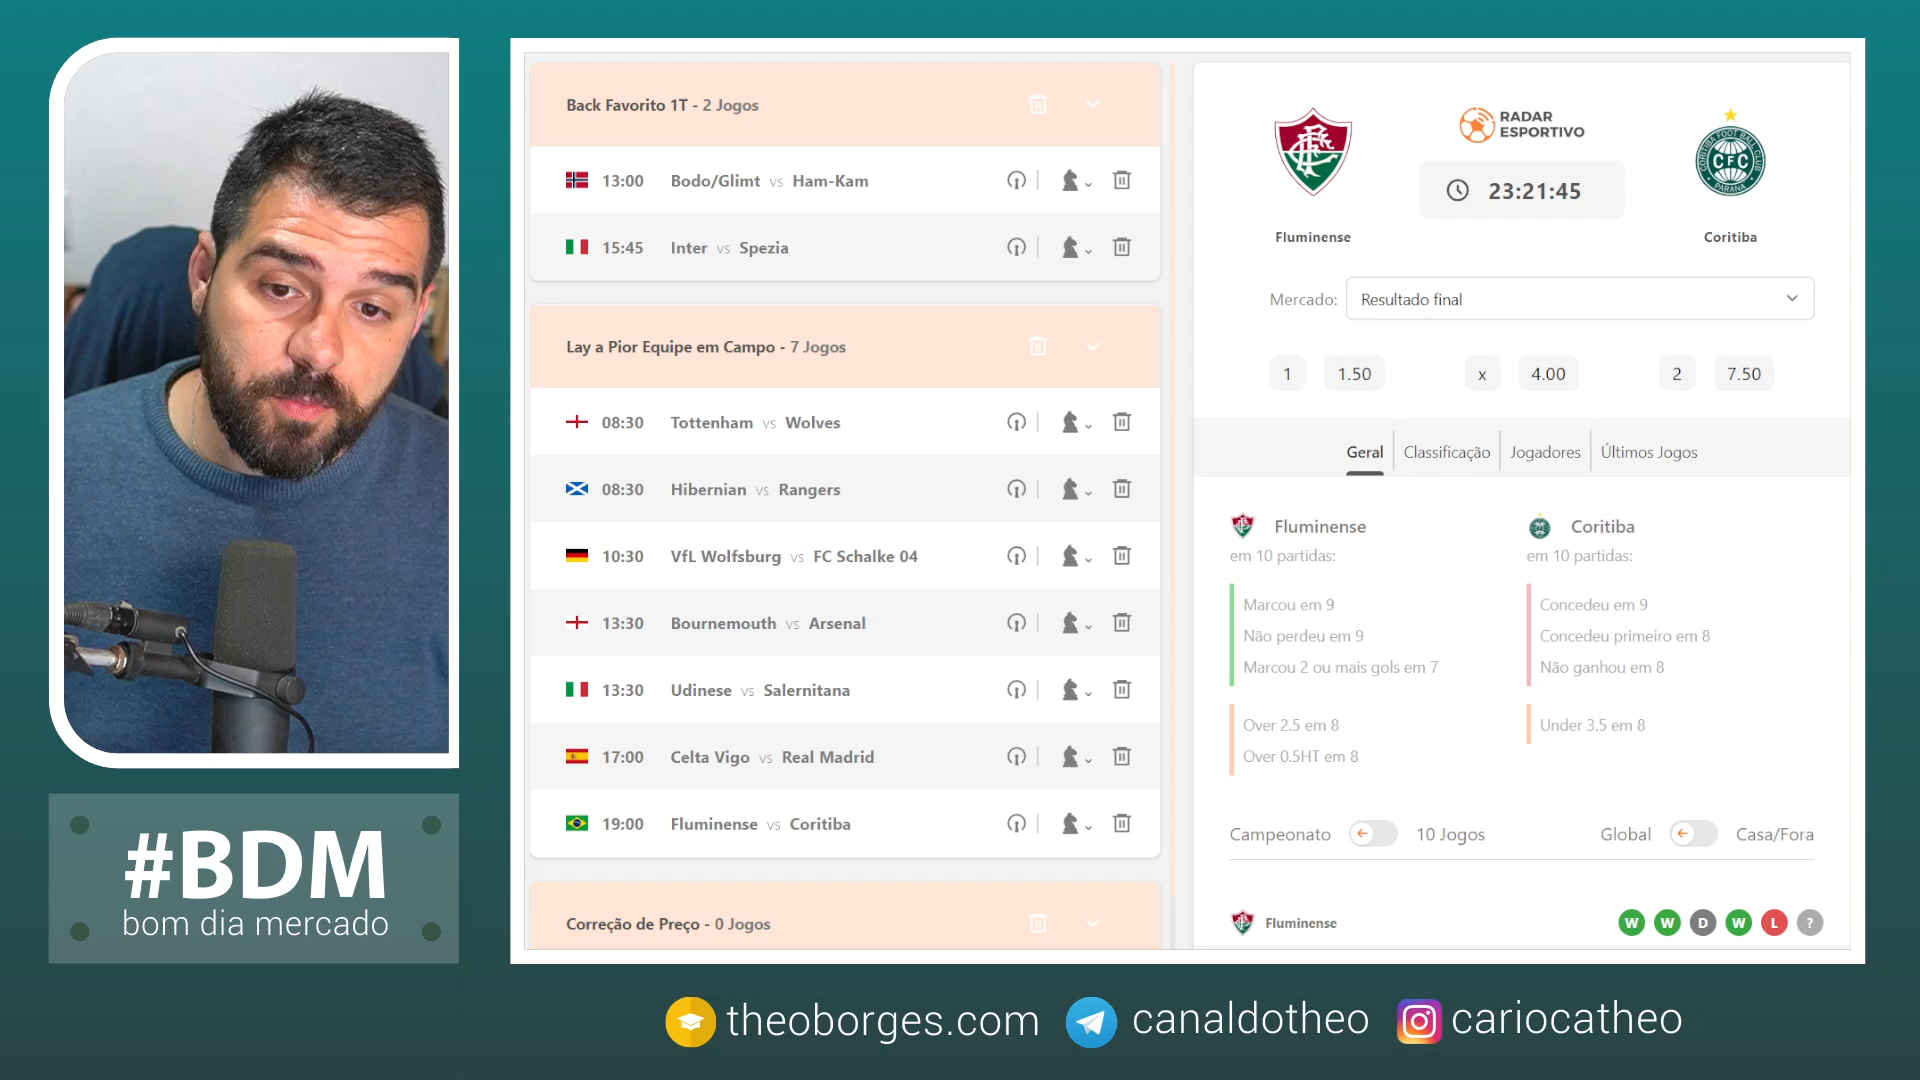 Back Favorito 1T - 2 Jogos
13:00 Bodo/Glimt vs Ham-Kam
15:45 Inter vs Spezia
Lay a Pior Equipe em Campo - 7 Jogos
08:30 Tottenham vs Wolves
08:30 Hibernian vs Rangers
10:30 VfL Wolfsburg vs FC Schalke 04
13:30 Bournemouth vs Arsenal
13:30 Udinese vs Salernitana
17:00 Celta Vigo vs Real Madrid
19:00 Fluminense vs Coritiba
Correção de Preço - 0 Jogos
RADAR
ESPORTIVO
CORITIBA FOOT BALL CLUB
CFC
PARANÁ
23:21:45
Fluminense Coritiba
Mercado: Resultado final
1 1.50 x 4.00 2 7.50
Geral Classificação Jogadores Últimos Jogos
Fluminense
em 10 partidas:
Marcou em 9
Não perdeu em 9
Marcou 2 ou mais gols em 7
Over 2.5 em 8
Over 0.5HT em 8
Coritiba
em 10 partidas:
Concedeu em 9
Concedeu primeiro em 8
Não ganhou em 8
Under 3.5 em 8
Campeonato 10 Jogos Global Casa/Fora
Fluminense W W D W L ?
#BDM
bom dia mercado
theoborges.com canaldotheo cariocatheo